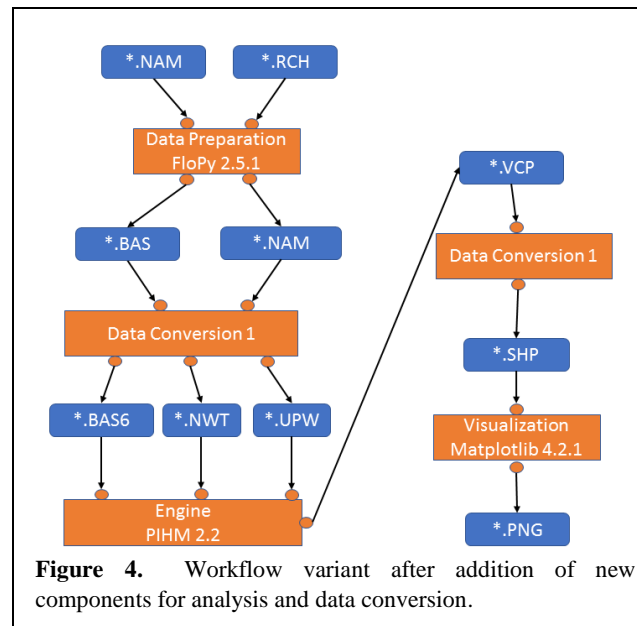 *.NAM
*.RCH
Data Preparation
FloPy 2.5.1
*.BAS
*.NAM
Data Conversion 1
*.BAS6
*.NWT
*.UPW
Engine
PIHM 2.2
*.VCP
Data Conversion 1
*.SHP
Visualization
Matplotlib 4.2.1
*.PNG
Figure 4. Workflow variant after addition of new
components for analysis and data conversion.